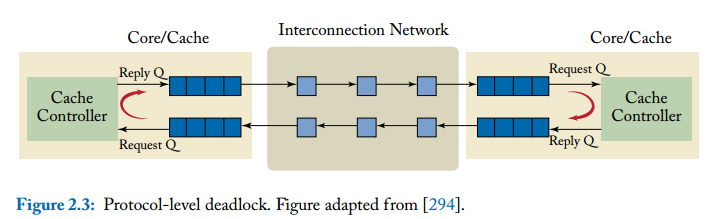 Core/Cache
Interconnection Network
Core/Cache
Reply Q
Request Q
Cache
Controller
Cache
Controller
Request Q
Reply Q
Figure 2.3: Protocol-level deadlock. Figure adapted from [294].